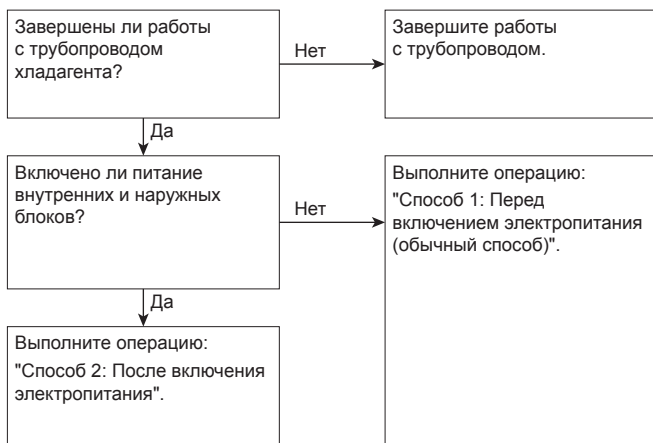 Завершены ли работы
с трубопроводом
хладагента?
Нет
Завершите работы
с трубопроводом.
Да
Включено ли питание
внутренних и наружных
блоков?
Нет
Выполните операцию:
"Способ 1: Перед
включением электропитания
(обычный способ)".
Да
Выполните операцию:
"Способ 2: После включения
электропитания".